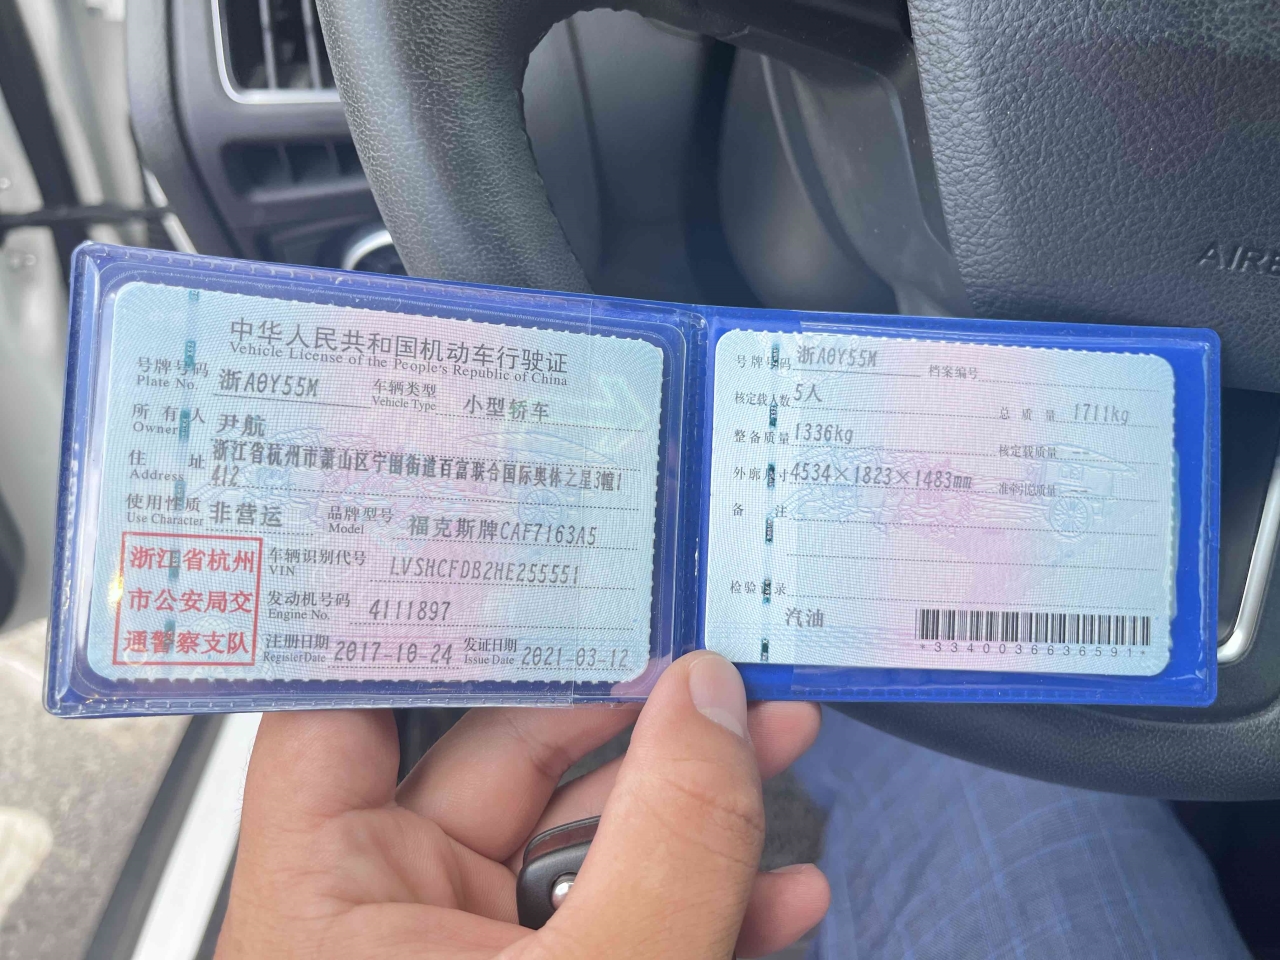 AIRB
中华人民共和国机动车行驶证
Vehicle License of the People's Republic of China
号牌号码 浙A0Y55M 车辆类型 小型轿车
Plate No. Vehicle Type
所有人 尹航
Owner
住址 浙江省杭州市萧山区宁围街道百富联合国际奥体之星3幢1
Address 412
使用性质 非营运 品牌型号 福克斯牌CAF7163A5
Use Character Model
浙江省杭州
市公安局交
通警察支队
车辆识别代号 LVSHCFDB2HE255551
VIN
发动机号码 4111897
Engine No.
注册日期 2017-10-24 发证日期 2021-03-12
Register Date Issue Date
号牌号码 浙A0Y55M 档案编号
核定载人数 5人 总质量 1711kg
整备质量 1336kg 核定载质量 --
外廓尺寸 4534×1823×1483mm 准牵引总质量 --
备注
检验记录
汽油
*3340036636591*